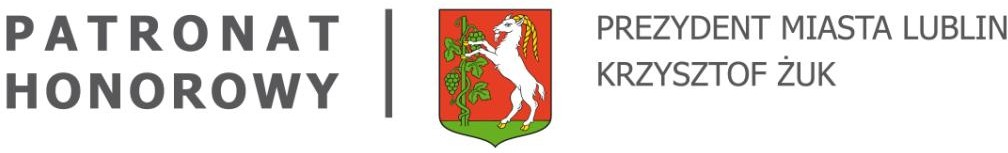 PATRONAT
HONOROWY
PREZYDENT MIASTA LUBLIN
KRZYSZTOF ŻUK